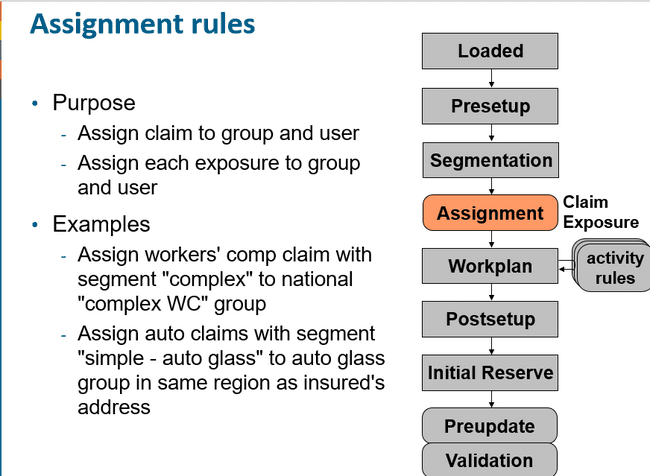 Assignment rules
• Purpose
- Assign claim to group and user
- Assign each exposure to group
and user
• Examples
- Assign workers' comp claim with
segment "complex" to national
"complex WC" group
- Assign auto claims with segment
"simple - auto glass" to auto glass
group in same region as insured's
address
Loaded
Presetup
Segmentation
Assignment
Claim
Exposure
Workplan
activity
rules
Postsetup
Initial Reserve
Preupdate
Validation